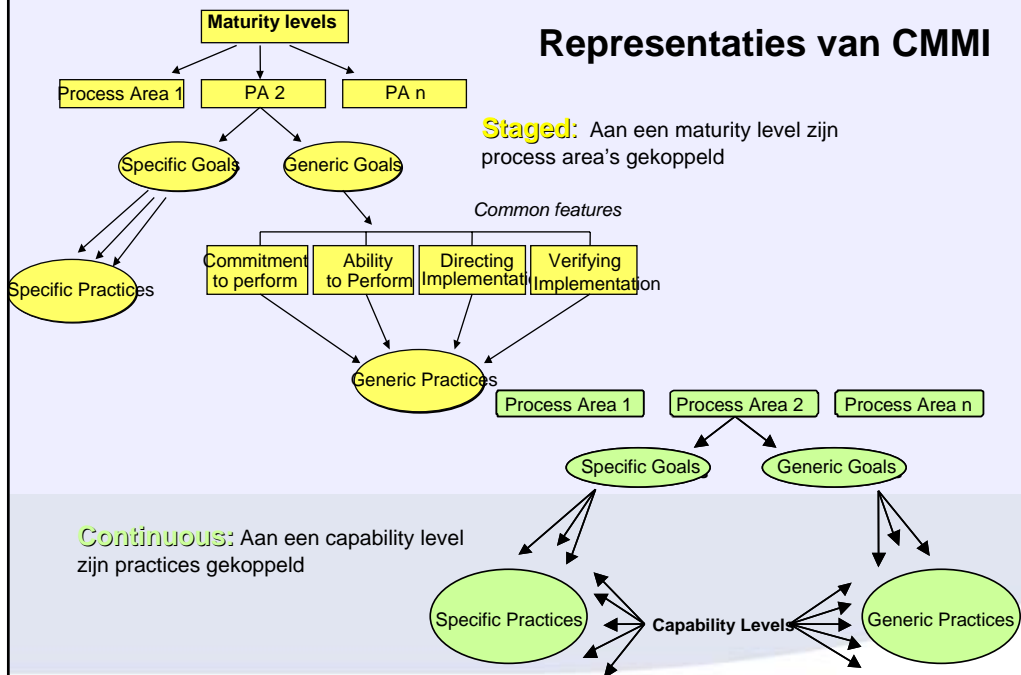 Representaties van CMMI
Maturity levels
Process Area 1
PA 2
PA n
Staged: Aan een maturity level zijn
process area's gekoppeld
Specific Goals
Generic Goals
Common features
Commitment
to perform
Ability
to Perform
Directing
Implementati
Verifying
Implementation
Specific Practices
Generic Practices
Process Area 1
Process Area 2
Process Area n
Specific Goals
Generic Goals
Continuous: Aan een capability level
zijn practices gekoppeld
Specific Practices
Capability Levels
Generic Practices